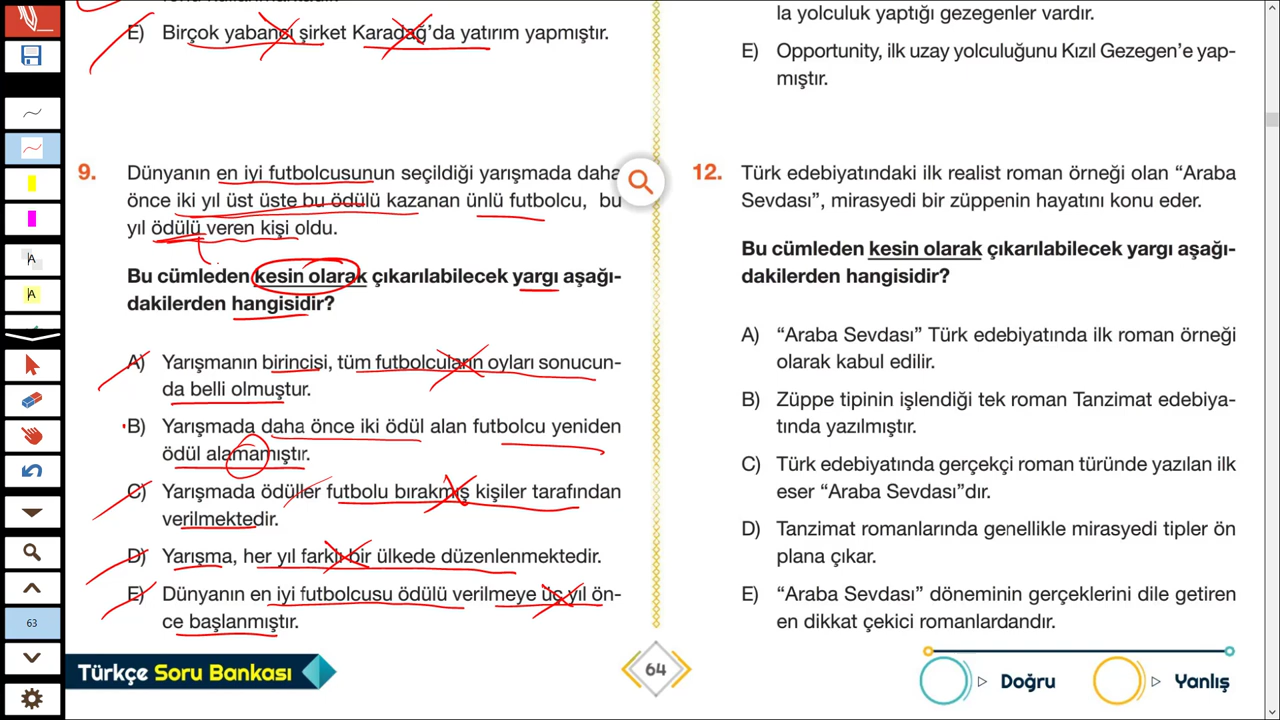 E) Birçok yabancı şirket Karadağ'da yatırım yapmıştır.
9. Dünyanın en iyi futbolcusunun seçildiği yarışmada daha
önce iki yıl üst üste bu ödülü kazanan ünlü futbolcu, bu
yıl ödülü veren kişi oldu.
Bu cümleden kesin olarak çıkarılabilecek yargı aşağı-
dakilerden hangisidir?
A) Yarışmanın birincisi, tüm futbolcuların oyları sonucun-
da belli olmuştur.
B) Yarışmada daha önce iki ödül alan futbolcu yeniden
ödül alamamıştır.
C) Yarışmada ödüller futbolu bırakmış kişiler tarafından
verilmektedir.
D) Yarışma, her yıl farklı bir ülkede düzenlenmektedir.
E) Dünyanın en iyi futbolcusu ödülü verilmeye üç yıl ön-
ce başlanmıştır.
la yolculuk yaptığı gezegenler vardır.
E) Opportunity, ilk uzay yolculuğunu Kızıl Gezegen'e yap-
mıştır.
12. Türk edebiyatındaki ilk realist roman örneği olan "Araba
Sevdası", mirasyedi bir züppenin hayatını konu eder.
Bu cümleden kesin olarak çıkarılabilecek yargı aşağı-
dakilerden hangisidir?
A) "Araba Sevdası" Türk edebiyatında ilk roman örneği
olarak kabul edilir.
B) Züppe tipinin işlendiği tek roman Tanzimat edebiya-
tında yazılmıştır.
C) Türk edebiyatında gerçekçi roman türünde yazılan ilk
eser "Araba Sevdası"dır.
D) Tanzimat romanlarında genellikle mirasyedi tipler ön
plana çıkar.
E) "Araba Sevdası" döneminin gerçeklerini dile getiren
en dikkat çekici romanlardandır.
Türkçe Soru Bankası
64
Doğru
Yanlış
A
A
63